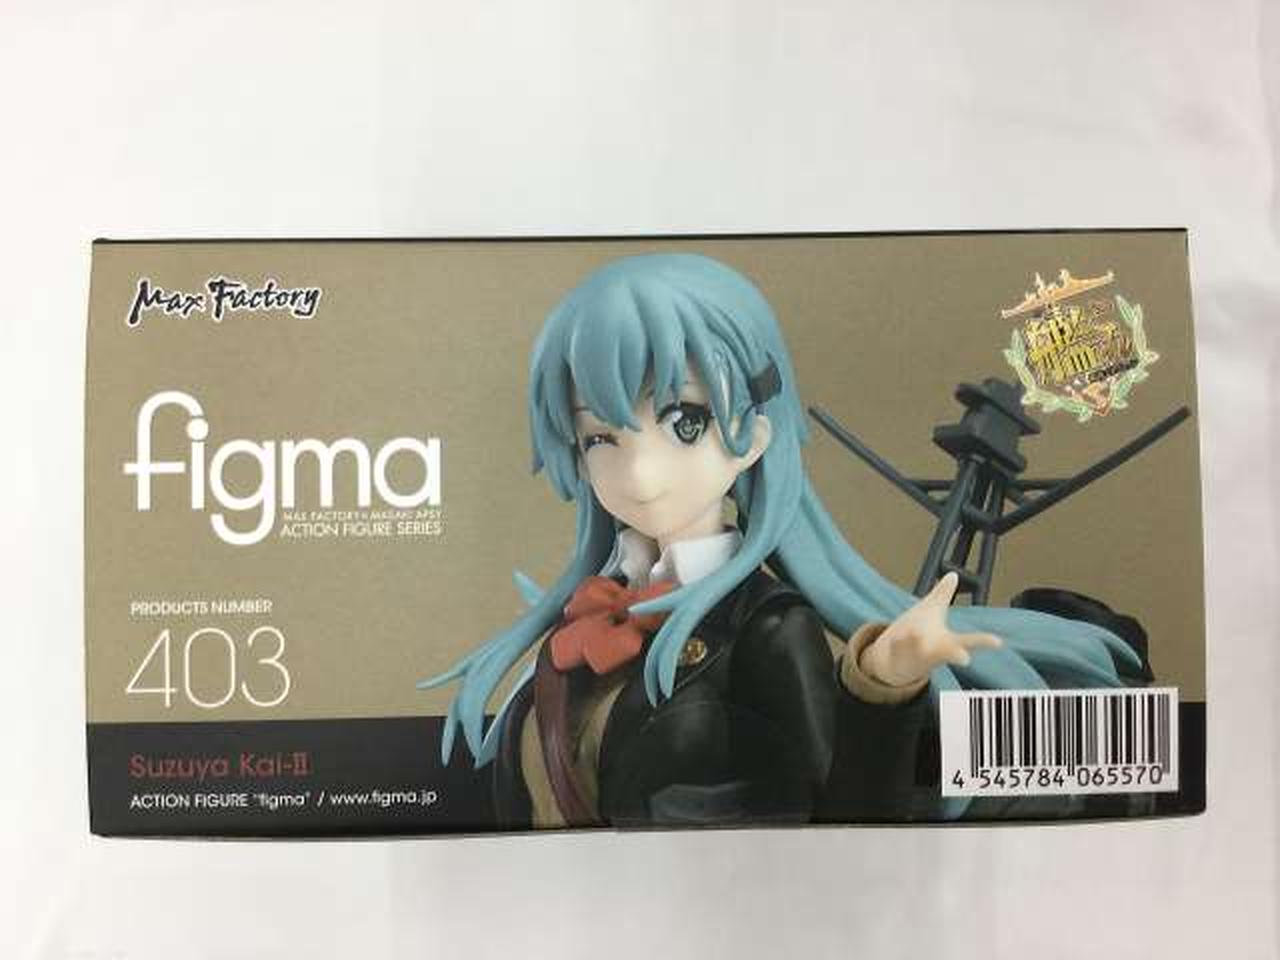 Max Factory
figma
MAX FACTORY × MASAKI APSY
ACTION FIGURE SERIES
PRODUCTS NUMBER
403
Suzuya Kai-II
ACTION FIGURE "figma" / www.figma.jp
4 545784 065570